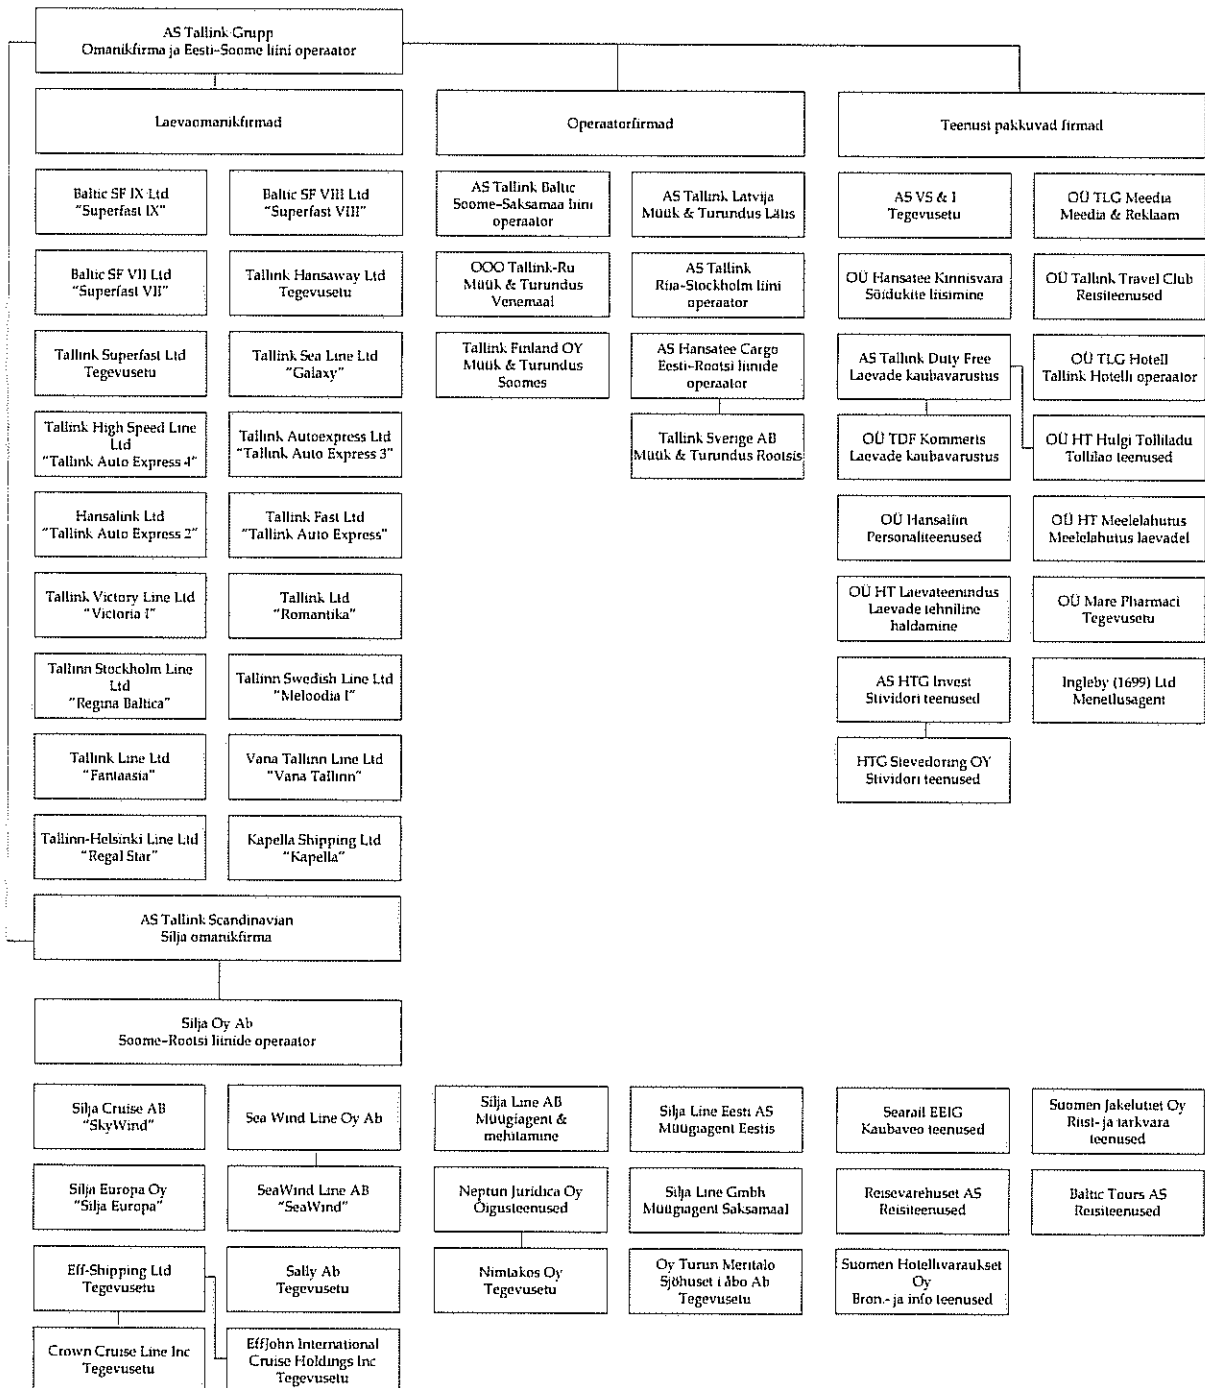 AS Tallink Grupp
Omanikfirma ja Eesti-Soome liini operaator
Laevaomanikfirmad
Operaatorfirmad
Teenust pakkuvad firmad
Baltic SF IX Ltd
"Superfast IX"
Baltic SF VIII Ltd
"Superfast VIII"
AS Tallink Baltic
Soome-Saksamaa liini
operaator
AS Tallink Latvija
Müük & Turundus Lätis
AS VS & I
Tegevusetu
OÜ TLG Meedia
Meedia & Reklaam
Baltic SF VII Ltd
"Superfast VII"
Tallink Hansaway Ltd
Tegevusetu
OOO Tallink-Ru
Müük & Turundus
Venemaal
AS Tallink
Riia-Stockholm liini
operaator
OÜ Hansatee Kinnisvara
Sõidukite liisimine
OÜ Tallink Travel Club
Reisiteenused
Tallink Superfast Ltd
Tegevusetu
Tallink Sea Line Ltd
"Galaxy"
Tallink Finland OY
Müük & Turundus
Soomes
AS Hansatee Cargo
Eesti-Rootsi liinide
operaator
AS Tallink Duty Free
Laevade kaubavarustus
OÜ TLG Hotell
Tallink Hotelli operaator
Tallink High Speed Line
Ltd
"Tallink Auto Express 4"
Tallink Autoexpress Ltd
"Tallink Auto Express 3"
Tallink Sverige AB
Müük & Turundus Rootsis
OÜ TDF Kommerts
Laevade kaubavarustus
OÜ HT Hulgi Tolliladu
Tollilao teenused
Hansalink Ltd
"Tallink Auto Express 2"
Tallink Fast Ltd
"Tallink Auto Express"
OÜ Hansaliin
Personaliteenused
OÜ HT Meelelahutus
Meelelahutus laevadel
Tallink Victory Line Ltd
"Victoria I"
Tallink Ltd
"Romantika"
OÜ HT Laevateenindus
Laevade tehniline
haldamine
OÜ Mare Pharmaci
Tegevusetu
Tallinn Stockholm Line
Ltd
"Regina Baltica"
Tallinn Swedish Line Ltd
"Meloodia I"
AS HTG Invest
Stividori teenused
Ingleby (1699) Ltd
Menetlusagent
Tallink Line Ltd
"Fantaasia"
Vana Tallinn Line Ltd
"Vana Tallinn"
HTG Stevedoring OY
Stividori teenused
Tallinn-Helsinki Line Ltd
"Regal Star"
Kapella Shipping Ltd
"Kapella"
AS Tallink Scandinavian
Silja omanikfirma
Silja Oy Ab
Soome-Rootsi liinide operaator
Silja Cruise AB
"SkyWind"
Sea Wind Line Oy Ab
Silja Line AB
Müügiagent &
mehitamine
Silja Line Eesti AS
Müügiagent Eestis
Searail EEIG
Kaubaveo teenused
Suomen Jakelutiet Oy
Riist- ja tarkvara
teenused
Silja Europa Oy
"Silja Europa"
SeaWind Line AB
"SeaWind"
Neptun Juridica Oy
Õigusteenused
Silja Line Gmbh
Müügiagent Saksamaal
Reisevarehuset AS
Reisiteenused
Baltic Tours AS
Reisiteenused
Eff-Shipping Ltd
Tegevusetu
Sally Ab
Tegevusetu
Nimtakos Oy
Tegevusetu
Oy Turun Meritalo
Sjöhuset i åbo Ab
Tegevusetu
Suomen Hotellivaraukset
Oy
Bron.- ja info teenused
Crown Cruise Line Inc
Tegevusetu
EffJohn International
Cruise Holdings Inc
Tegevusetu